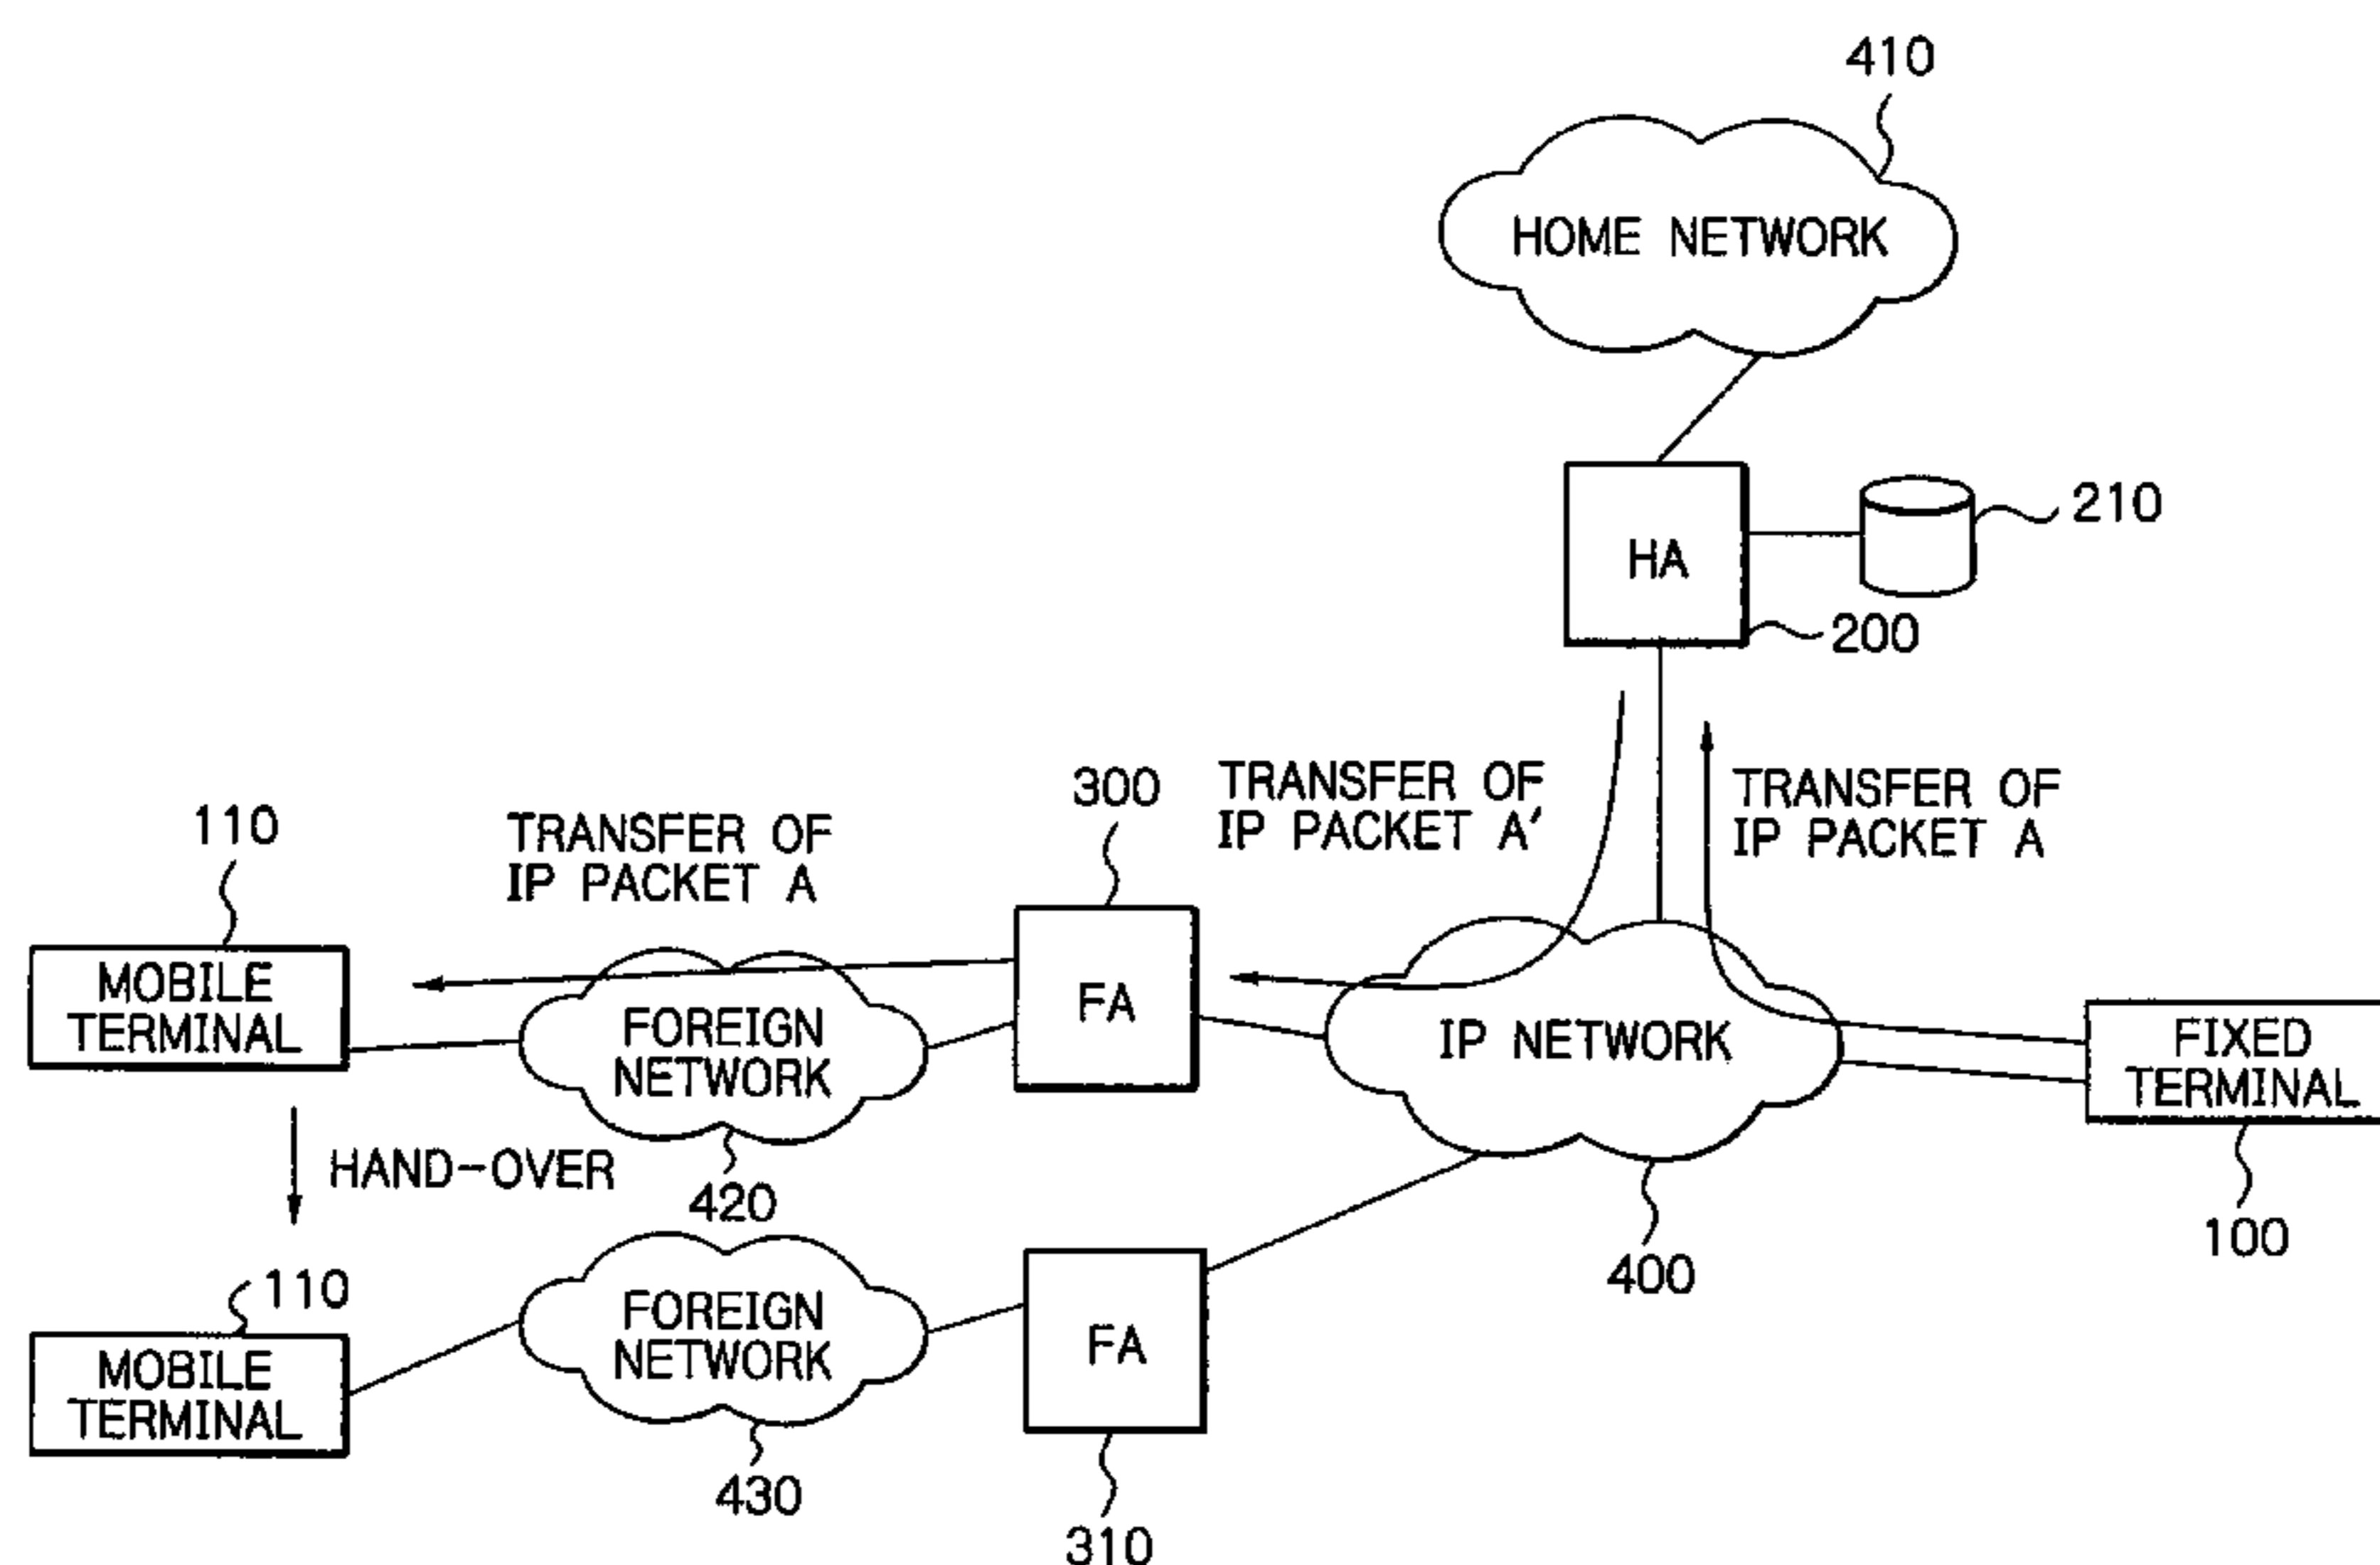 410
HOME NETWORK
HA
210
200
TRANSFER OF
IP PACKET A'
TRANSFER OF
IP PACKET A
300
110
TRANSFER OF
IP PACKET A
MOBILE
TERMINAL
FOREIGN
NETWORK
FA
IP NETWORK
FIXED
TERMINAL
HAND-OVER
420
400
100
110
MOBILE
TERMINAL
FOREIGN
NETWORK
FA
430
310